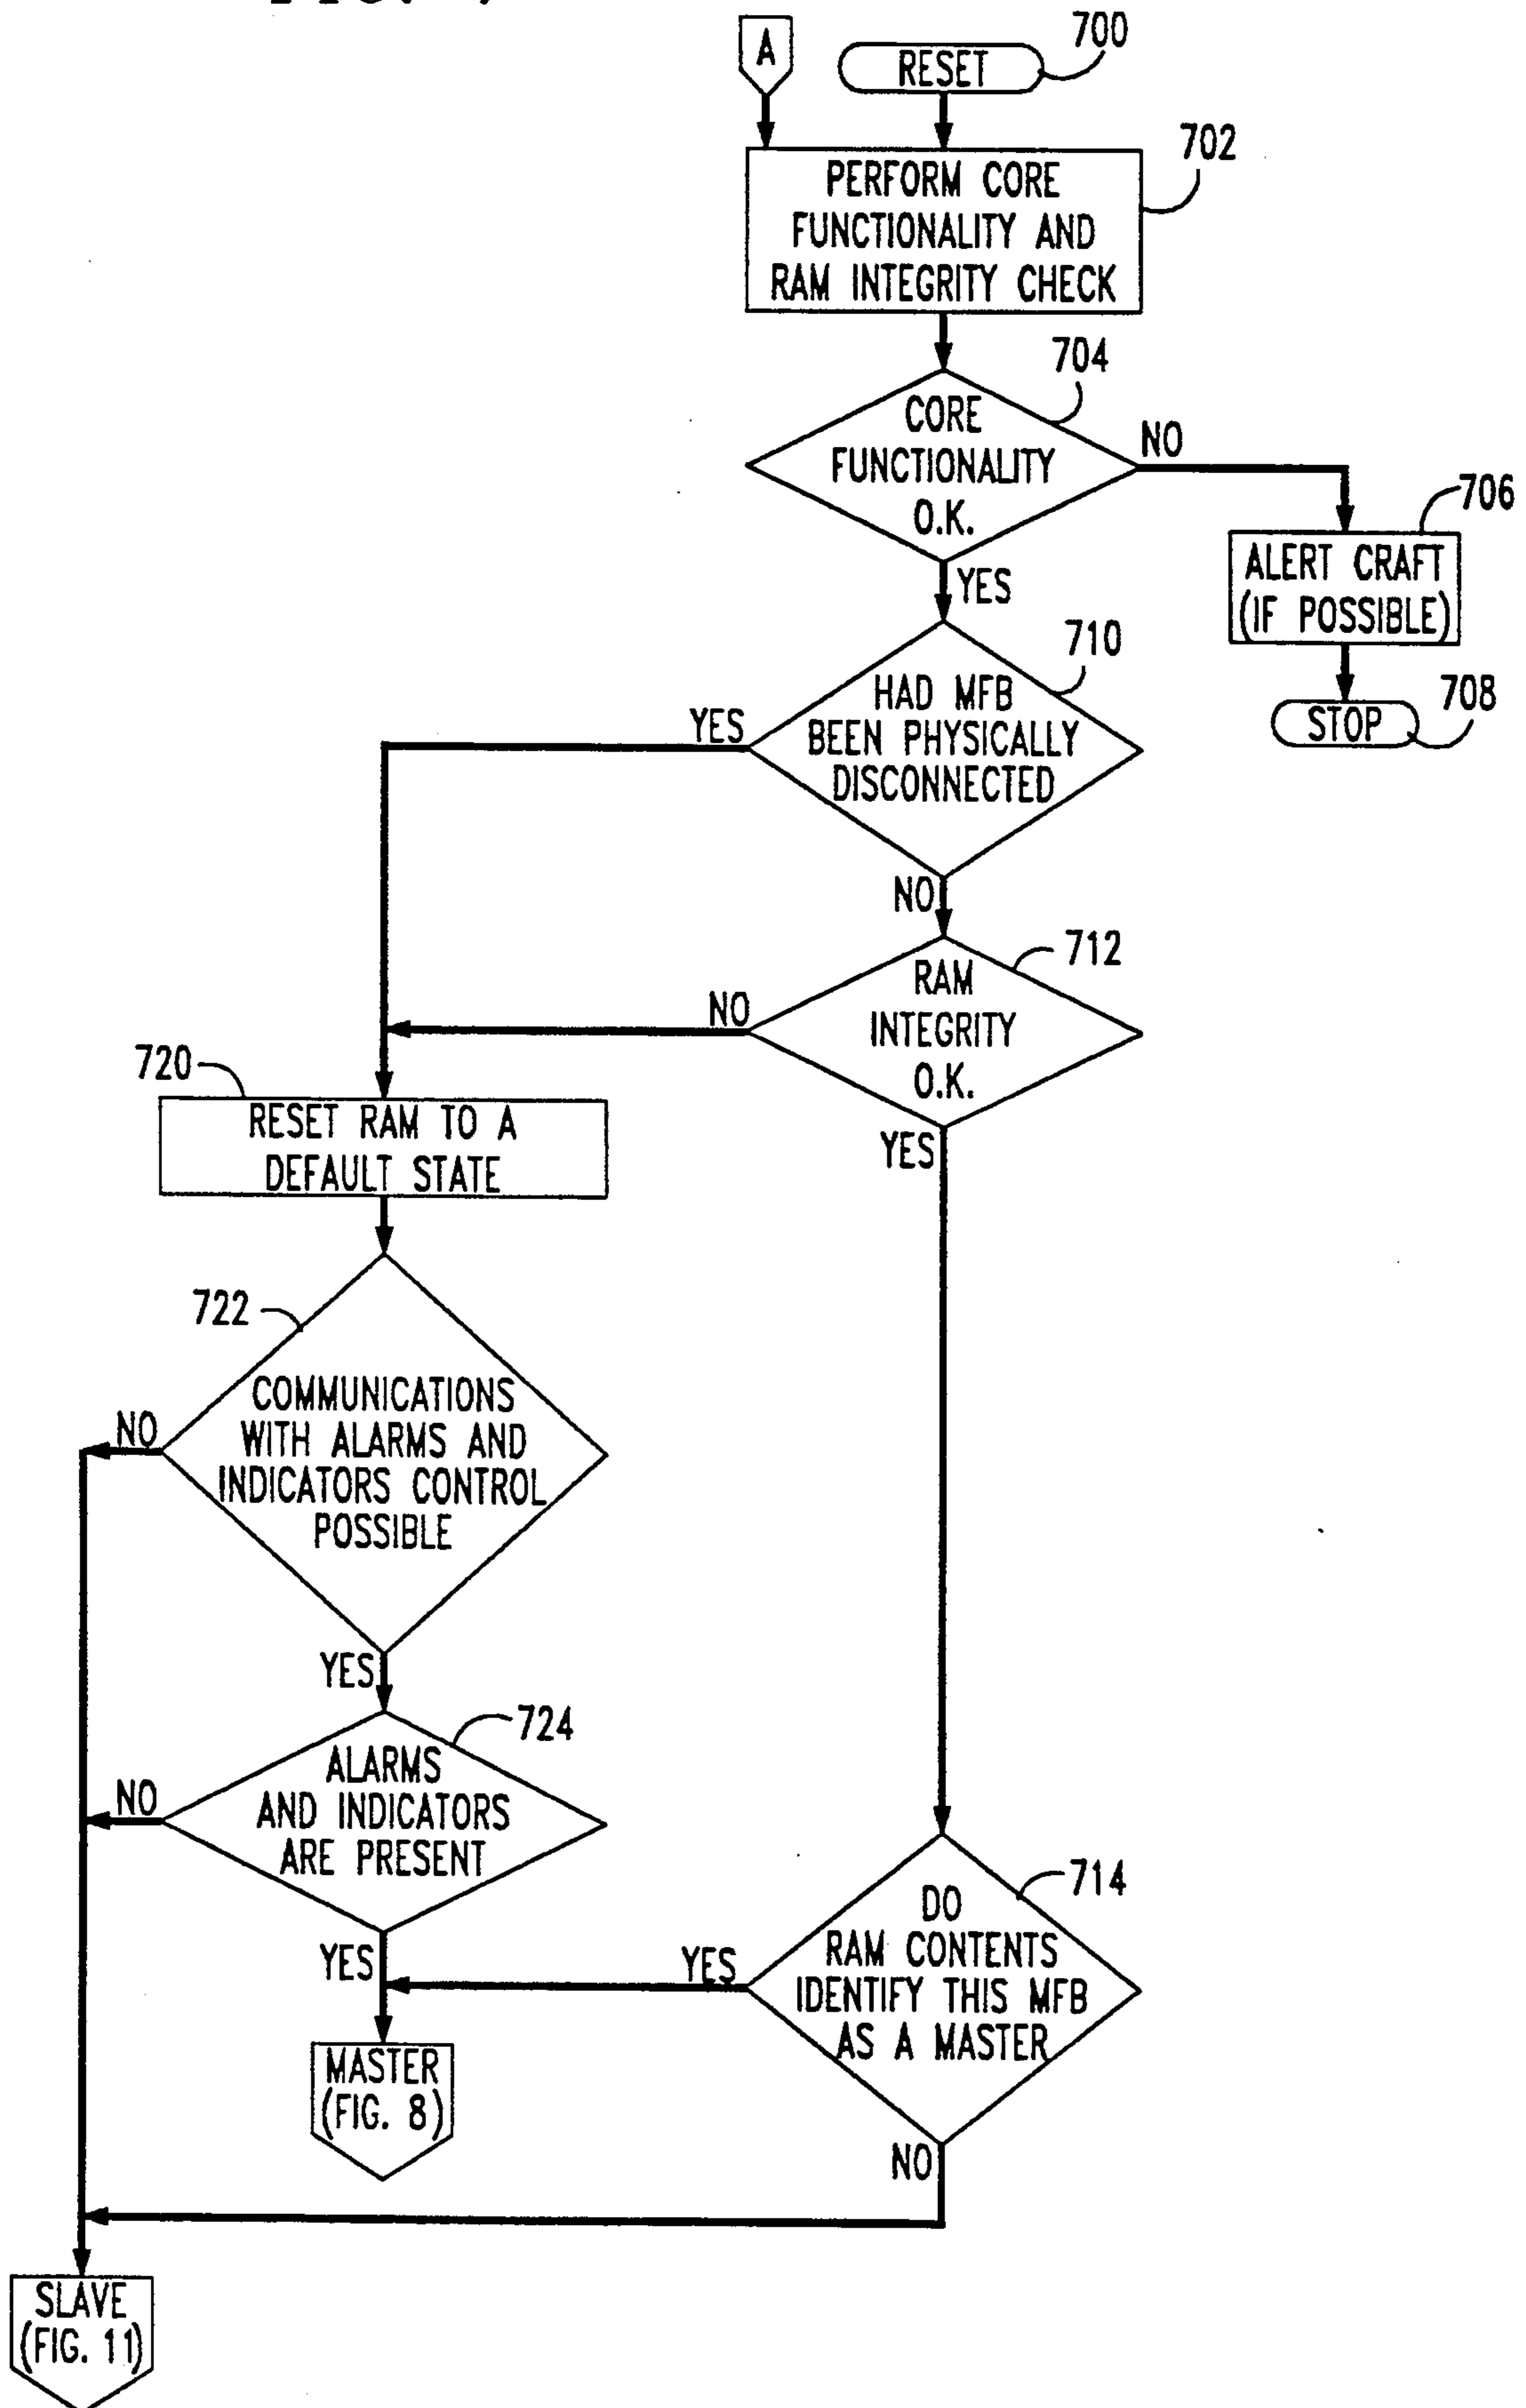 A
RESET
700
PERFORM CORE
FUNCTIONALITY AND
RAM INTEGRITY CHECK
702
CORE
FUNCTIONALITY
O.K.
704
NO
YES
ALERT CRAFT
(IF POSSIBLE)
706
STOP
708
HAD MFB
BEEN PHYSICALLY
DISCONNECTED
710
YES
NO
RAM
INTEGRITY
O.K.
712
NO
YES
720
RESET RAM TO A
DEFAULT STATE
722
COMMUNICATIONS
WITH ALARMS AND
INDICATORS CONTROL
POSSIBLE
NO
YES
724
ALARMS
AND INDICATORS
ARE PRESENT
NO
YES
714
DO
RAM CONTENTS
IDENTIFY THIS MFB
AS A MASTER
YES
NO
MASTER
(FIG. 8)
SLAVE
(FIG. 11)